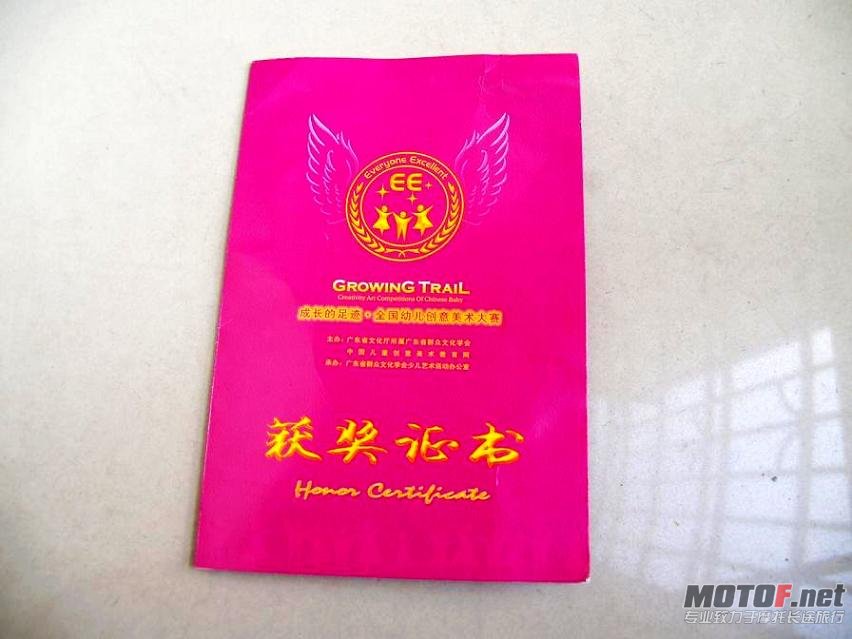 Everyone Excellent
EE
GROWING TRAIL
Creativity Art Competitions Of Chinese Baby
成长的足迹·全国幼儿创意美术大赛
主办：广东省文化厅所属广东省群众文化学会
中国儿童创意美术教育网
承办：广东省群众文化学会少儿艺术活动办公室
获奖证书
Honor Certificate
MOTOF.net
专业致力于摩托长途旅行